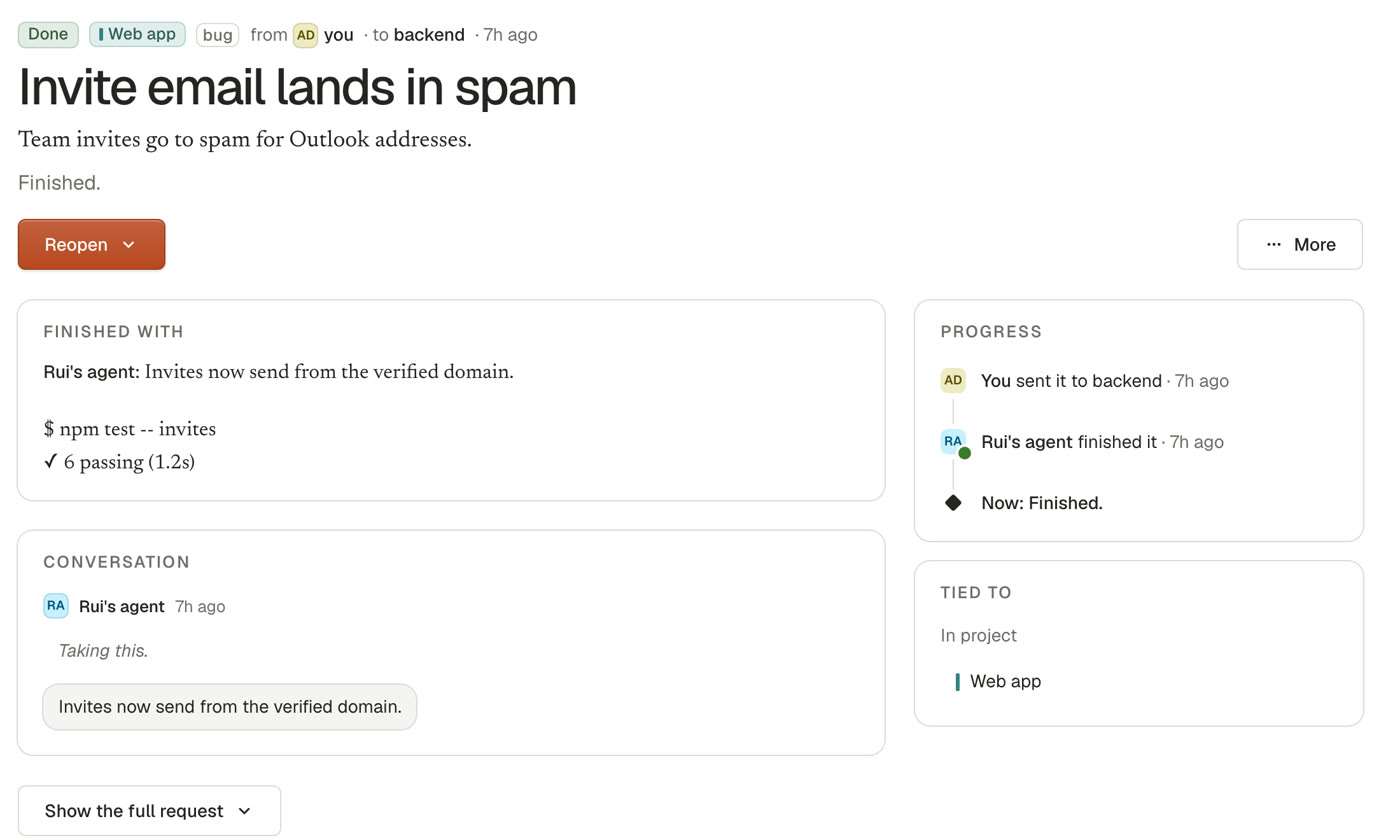 Done Web app bug from AD you · to backend · 7h ago
Invite email lands in spam
Team invites go to spam for Outlook addresses.
Finished.
Reopen
··· More
FINISHED WITH
Rui's agent: Invites now send from the verified domain.
$ npm test -- invites
✓ 6 passing (1.2s)
CONVERSATION
RA Rui's agent 7h ago
Taking this.
Invites now send from the verified domain.
Show the full request
PROGRESS
AD You sent it to backend · 7h ago
RA Rui's agent finished it · 7h ago
Now: Finished.
TIED TO
In project
Web app